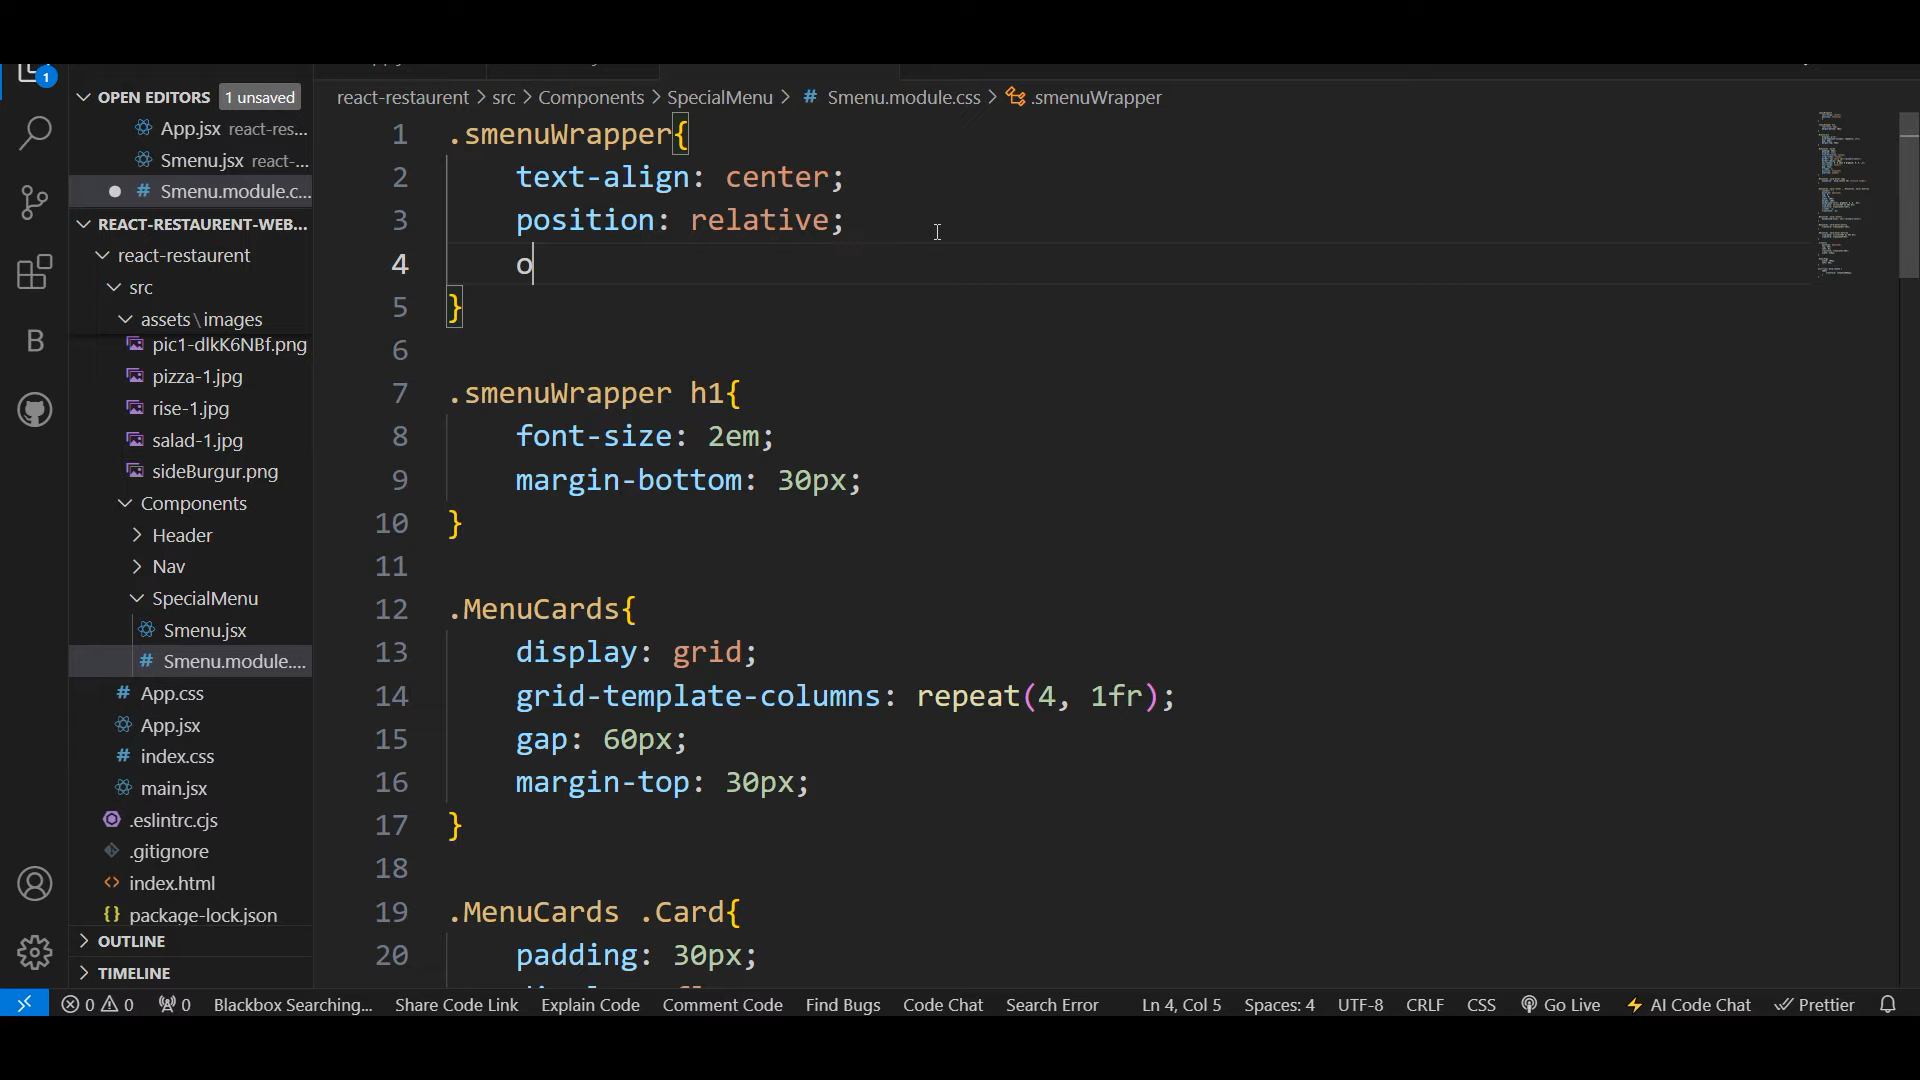 1
OPEN EDITORS 1 unsaved
App.jsx react-res...
Smenu.jsx react-...
Smenu.module.c...
REACT-RESTAURENT-WEB...
react-restaurent
src
assets\images
pic1-dlkK6NBf.png
pizza-1.jpg
rise-1.jpg
salad-1.jpg
sideBurgur.png
Components
Header
Nav
SpecialMenu
Smenu.jsx
Smenu.module....
App.css
App.jsx
index.css
main.jsx
.eslintrc.cjs
.gitignore
index.html
package-lock.json
OUTLINE
TIMELINE
react-restaurent > src > Components > SpecialMenu > # Smenu.module.css > .smenuWrapper
1 .smenuWrapper{
2 text-align: center;
3 position: relative;
4 o
5 }
6
7 .smenuWrapper h1{
8 font-size: 2em;
9 margin-bottom: 30px;
10 }
11
12 .MenuCards{
13 display: grid;
14 grid-template-columns: repeat(4, 1fr);
15 gap: 60px;
16 margin-top: 30px;
17 }
18
19 .MenuCards .Card{
20 padding: 30px;
0 0 0 Blackbox Searching... Share Code Link Explain Code Comment Code Find Bugs Code Chat Search Error Ln 4, Col 5 Spaces: 4 UTF-8 CRLF CSS Go Live AI Code Chat Prettier